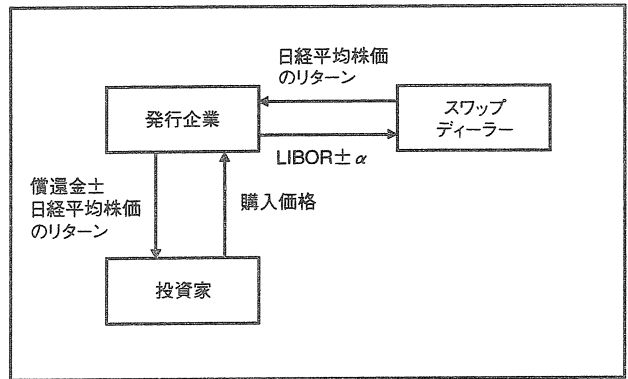 日経平均株価
のリターン
発行企業
スワップ
ディーラー
LIBOR±α
償還金±
日経平均株価
のリターン
購入価格
投資家